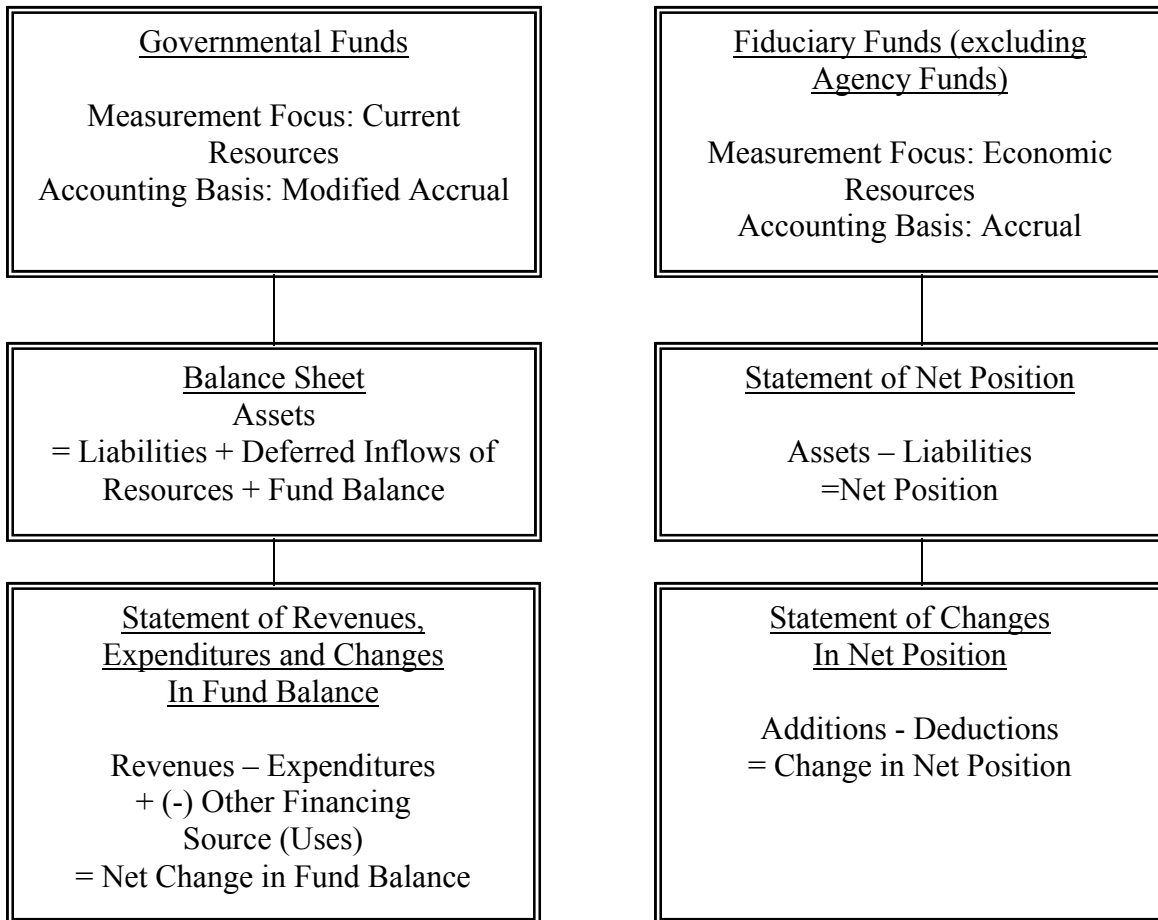 Governmental Funds
Measurement Focus: Current
Resources
Accounting Basis: Modified Accrual
Balance Sheet
Assets
= Liabilities + Deferred Inflows of
Resources + Fund Balance
Statement of Revenues,
Expenditures and Changes
In Fund Balance
Revenues – Expenditures
+ (-) Other Financing
Source (Uses)
= Net Change in Fund Balance
Fiduciary Funds (excluding
Agency Funds)
Measurement Focus: Economic
Resources
Accounting Basis: Accrual
Statement of Net Position
Assets – Liabilities
=Net Position
Statement of Changes
In Net Position
Additions - Deductions
= Change in Net Position